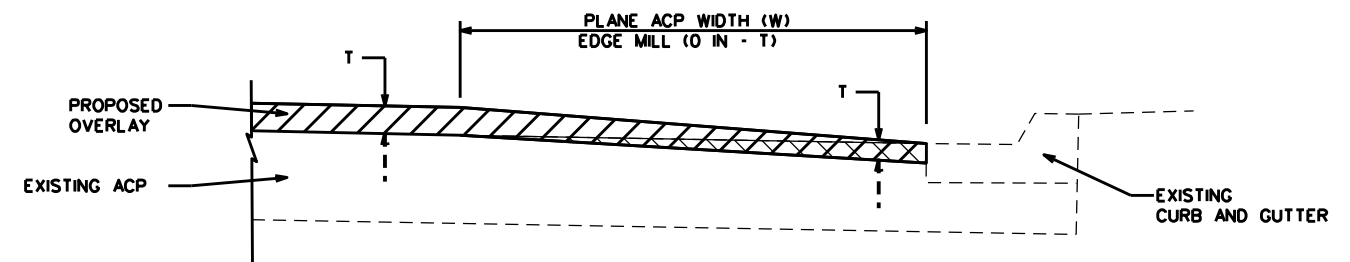 PLANE ACP WIDTH (W)
EDGE MILL (0 IN - T)
T
T
PROPOSED
OVERLAY
EXISTING ACP
EXISTING
CURB AND GUTTER